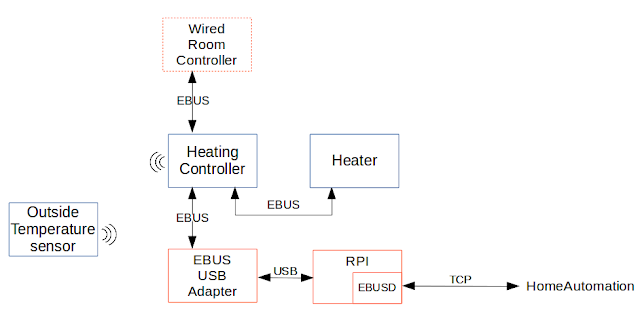 Wired
Room
Controller
EBUS
Heating
Controller
Heater
EBUS
EBUS
Outside
Temperature
sensor
EBUS
USB
Adapter
USB
RPI
EBUSD
TCP
HomeAutomation